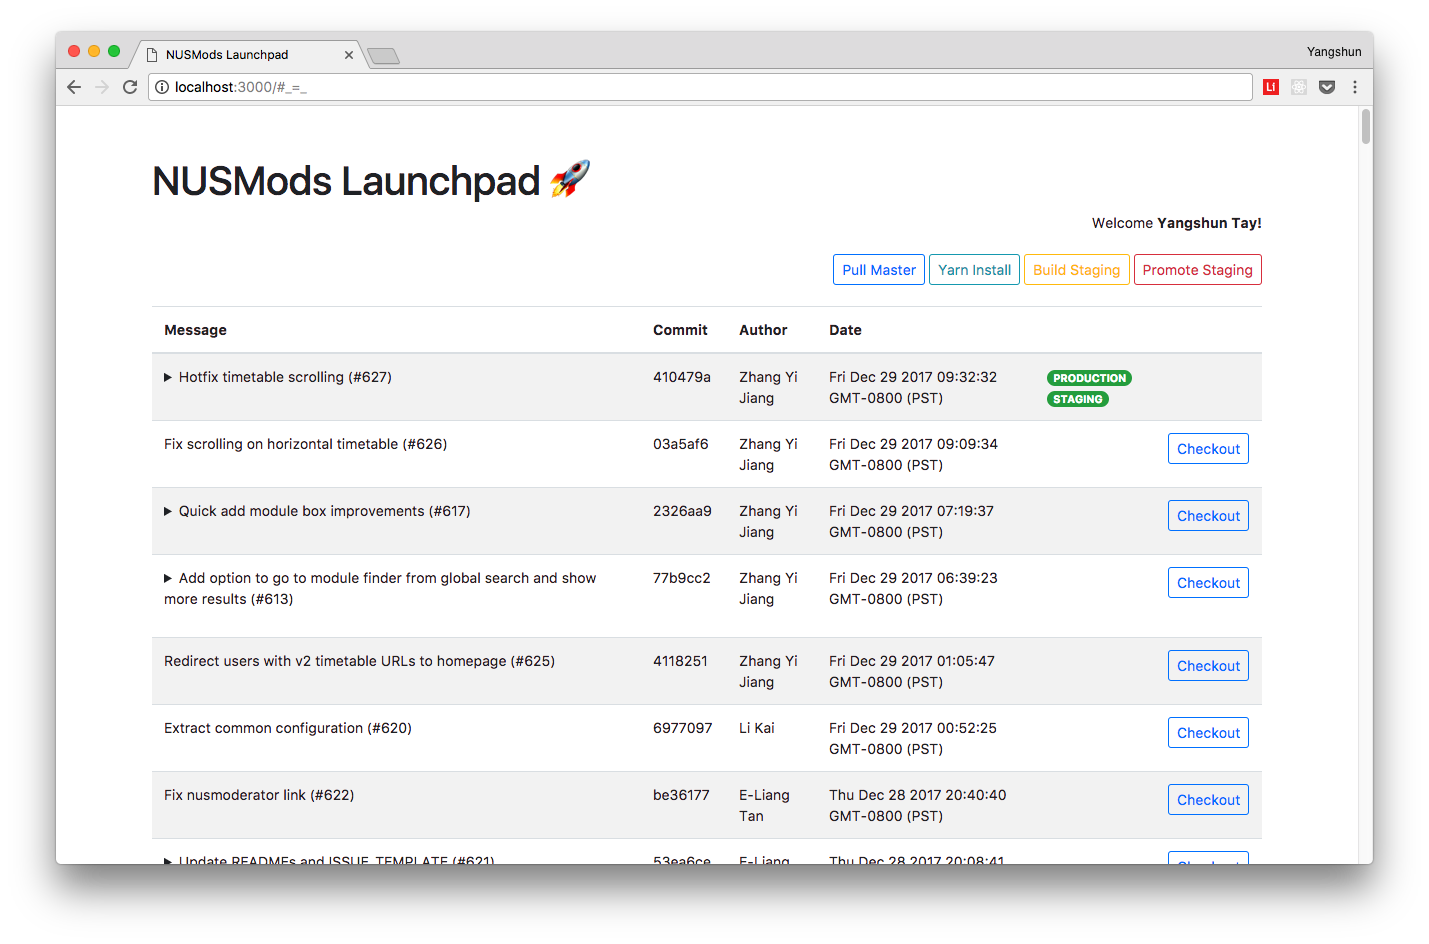 NUSMods Launchpad
Yangshun
localhost:3000/#_=_
NUSMods Launchpad 🚀
Welcome Yangshun Tay!
Pull Master Yarn Install Build Staging Promote Staging
Message Commit Author Date
Hotfix timetable scrolling (#627) 410479a Zhang Yi Fri Dec 29 2017 09:32:32 PRODUCTION
Jiang GMT-0800 (PST) STAGING
Fix scrolling on horizontal timetable (#626) 03a5af6 Zhang Yi Fri Dec 29 2017 09:09:34 Checkout
Jiang GMT-0800 (PST)
Quick add module box improvements (#617) 2326aa9 Zhang Yi Fri Dec 29 2017 07:19:37 Checkout
Jiang GMT-0800 (PST)
Add option to go to module finder from global search and show 77b9cc2 Zhang Yi Fri Dec 29 2017 06:39:23 Checkout
more results (#613) Jiang GMT-0800 (PST)
Redirect users with v2 timetable URLs to homepage (#625) 4118251 Zhang Yi Fri Dec 29 2017 01:05:47 Checkout
Jiang GMT-0800 (PST)
Extract common configuration (#620) 6977097 Li Kai Fri Dec 29 2017 00:52:25 Checkout
GMT-0800 (PST)
Fix nusmoderator link (#622) be36177 E-Liang Thu Dec 28 2017 20:40:40 Checkout
Tan GMT-0800 (PST)
Update READMEs and ISSUE_TEMPLATE (#621) 53ea6ce E-Liang Thu Dec 28 2017 20:08:41 Checkout